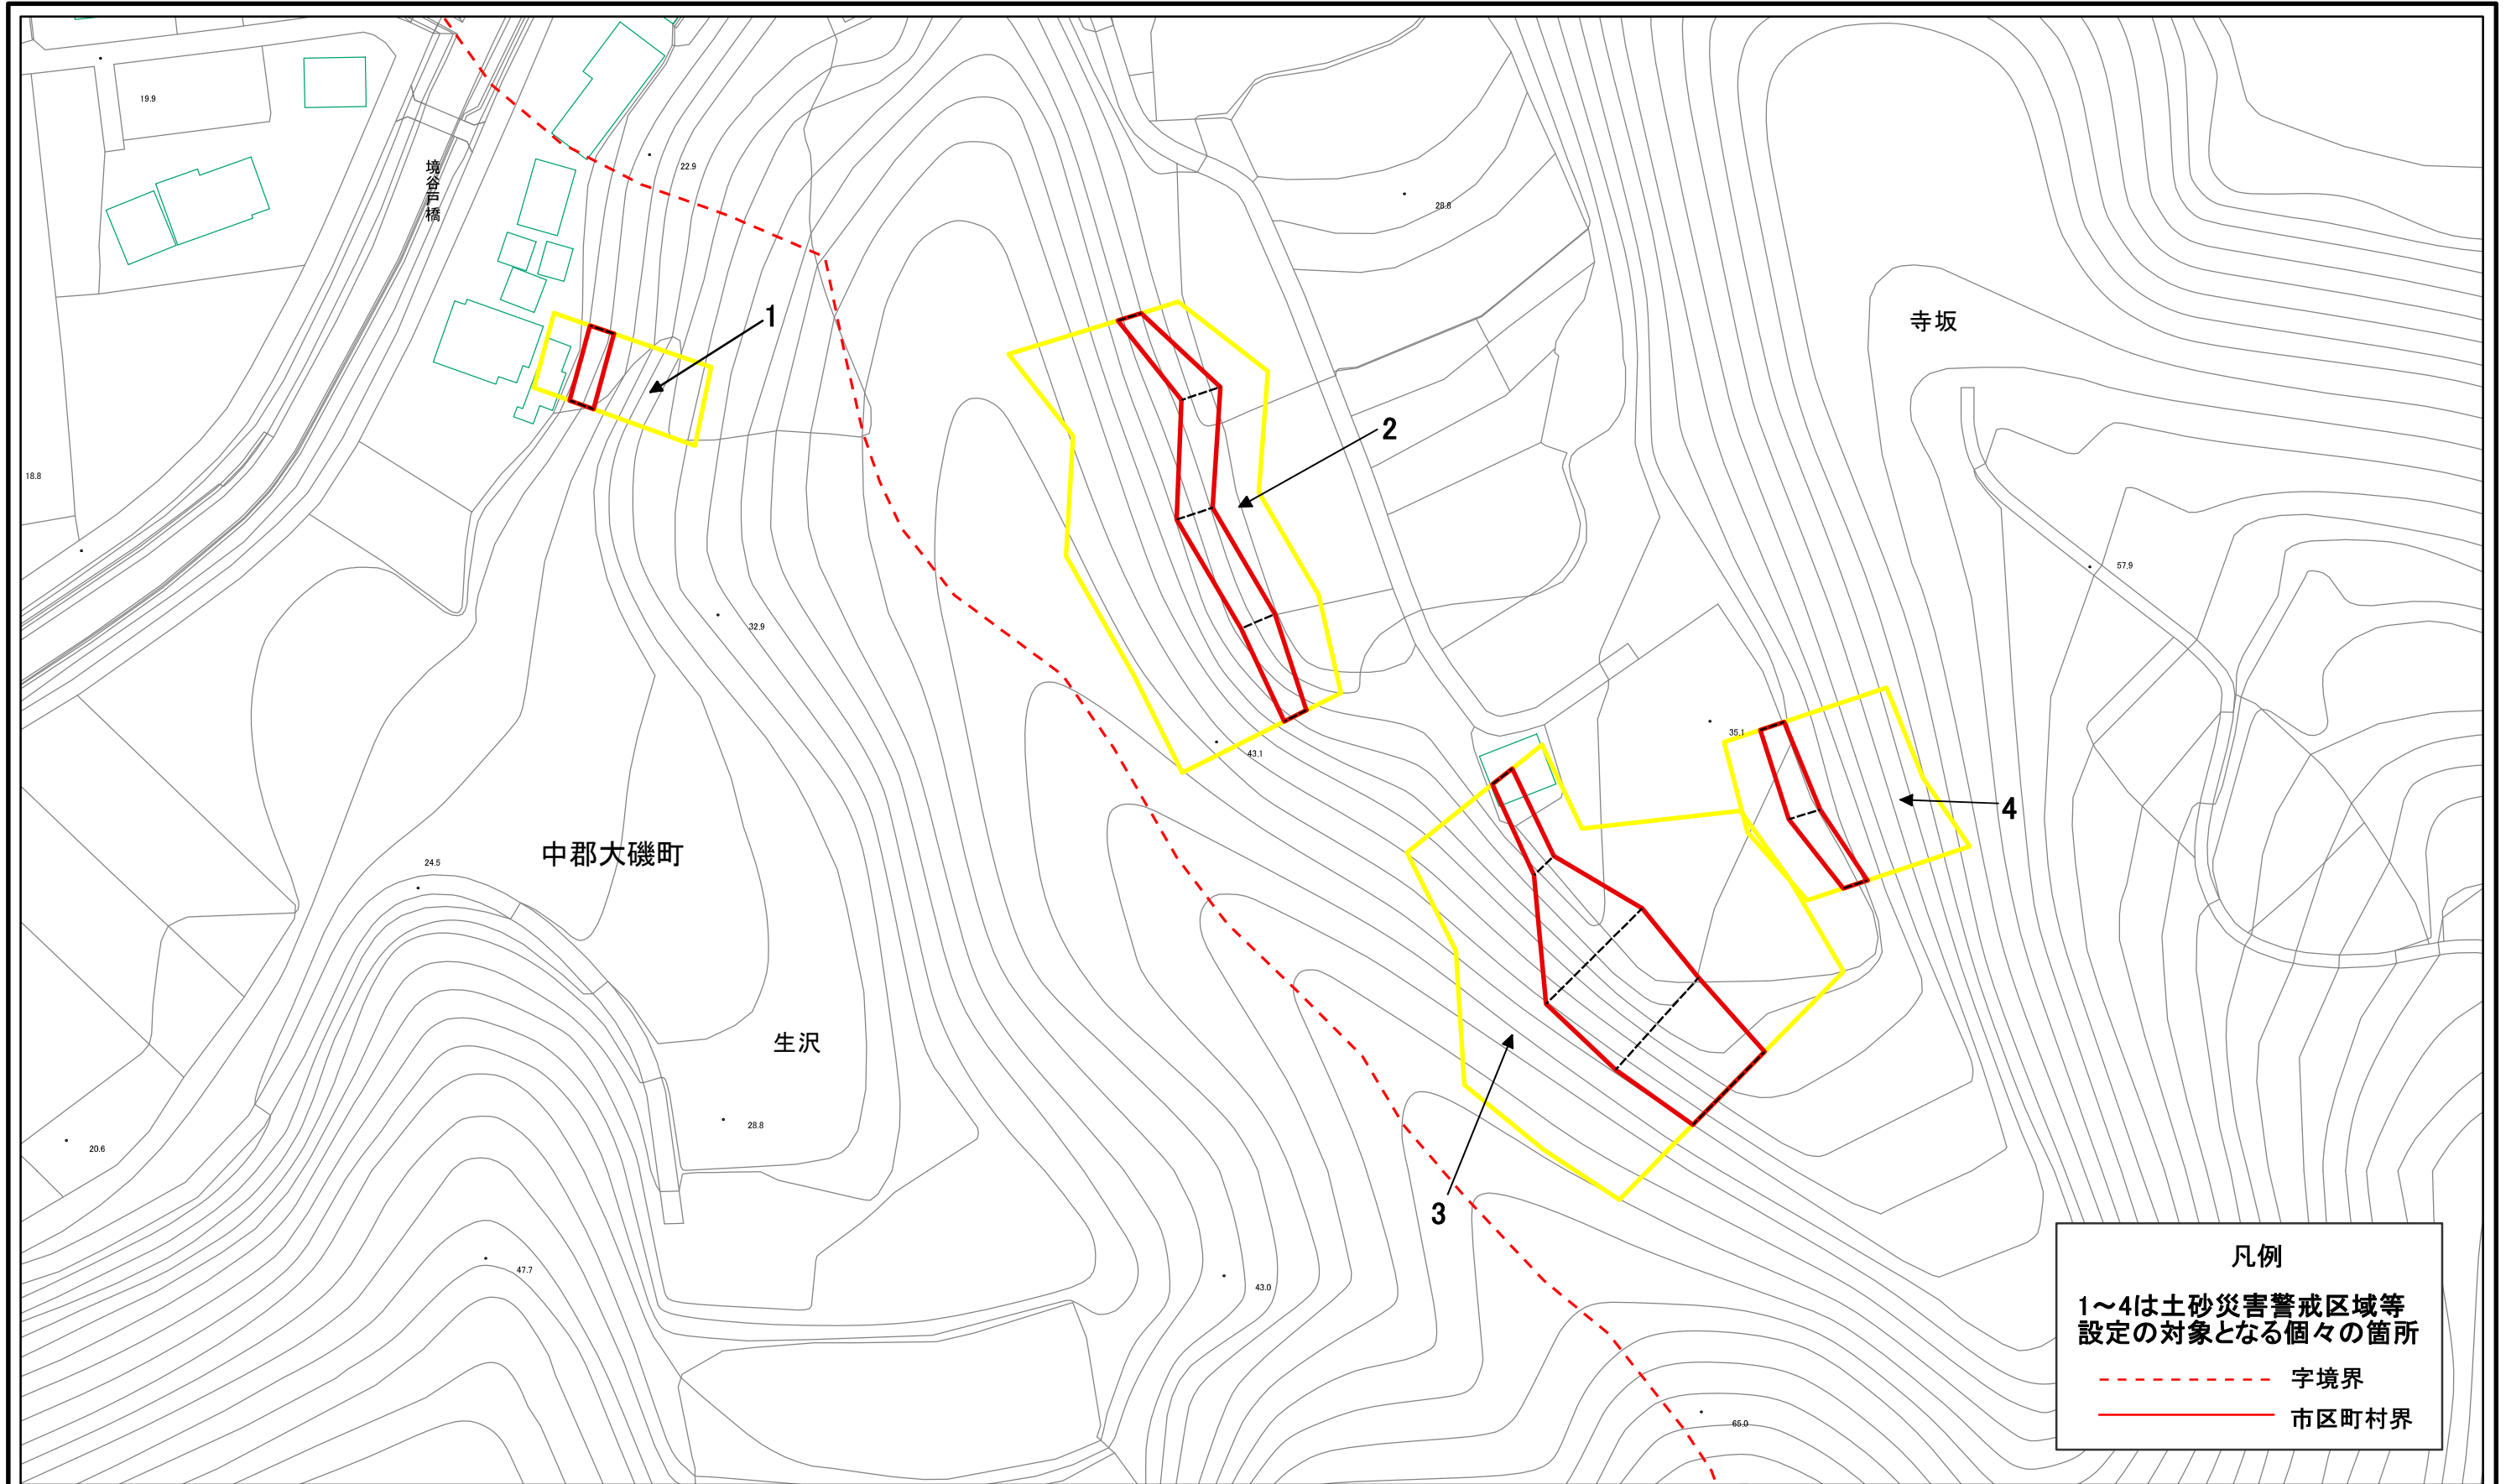 19.9
境谷戸橋
22.9
28.8
寺坂
1
2
18.8
57.9
32.9
35.1
43.1
4
中郡大磯町
24.5
生沢
28.8
20.6
3
47.7
43.0
65.0
凡例
1～4は土砂災害警戒区域等
設定の対象となる個々の箇所
字境界
市区町村界